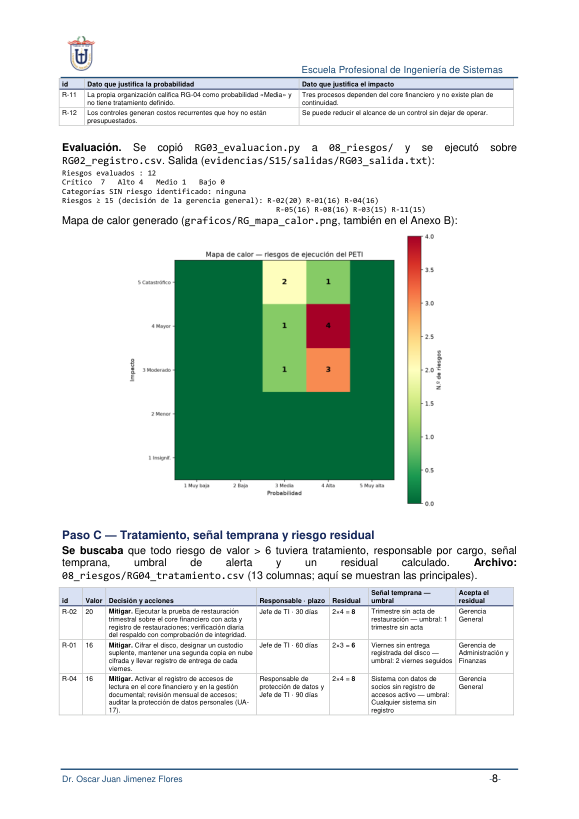 Escuela Profesional de Ingeniería de Sistemas
id Dato que justifica la probabilidad Dato que justifica el impacto
R-11 La propia organización califica RG-04 como probabilidad «Media» y Tres procesos dependen del core financiero y no existe plan de
no tiene tratamiento definido. continuidad.
R-12 Los controles generan costos recurrentes que hoy no están Se puede reducir el alcance de un control sin dejar de operar.
presupuestados.
Evaluación. Se copió RG03_evaluacion.py a 08_riesgos/ y se ejecutó sobre
RG02_registro.csv. Salida (evidencias/S15/salidas/RG03_salida.txt):
Riesgos evaluados : 12
Crítico 7 Alto 4 Medio 1 Bajo 0
Categorías SIN riesgo identificado: ninguna
Riesgos ≥ 15 (decisión de la gerencia general): R-02(20) R-01(16) R-04(16)
R-05(16) R-08(16) R-03(15) R-11(15)
Mapa de calor generado (graficos/RG_mapa_calor.png, también en el Anexo B):
Mapa de calor — riesgos de ejecución del PETI
5 Catastrófico 2 1
4 Mayor 1 4
3 Moderado 1 3
2 Menor
1 Insignif.
Impacto
1 Muy baja 2 Baja 3 Media 4 Alta 5 Muy alta
Probabilidad
4.0
3.5
3.0
2.5
2.0
1.5
1.0
0.5
0.0
N.º de riesgos
Paso C — Tratamiento, señal temprana y riesgo residual
Se buscaba que todo riesgo de valor > 6 tuviera tratamiento, responsable por cargo, señal
temprana, umbral de alerta y un residual calculado. Archivo:
08_riesgos/RG04_tratamiento.csv (13 columnas; aquí se muestran las principales).
id Valor Decisión y acciones Responsable · plazo Residual Señal temprana — umbral Acepta el residual
R-02 20 Mitigar. Ejecutar la prueba de restauración Jefe de TI · 30 días 2×4 = 8 Trimestre sin acta de Gerencia
trimestral sobre el core financiero con acta y restauración — umbral: 1 General
registro de restauraciones; verificación diaria trimestre sin acta
del respaldo con comprobación de integridad.
R-01 16 Mitigar. Cifrar el disco, designar un custodio Jefe de TI · 60 días 2×3 = 6 Viernes sin entrega Gerencia de
suplente, mantener una segunda copia en nube registrada del disco — Administración y
cifrada y llevar registro de entrega de cada umbral: 2 viernes seguidos Finanzas
viernes.
R-04 16 Mitigar. Activar el registro de accesos de Responsable de 2×4 = 8 Sistema con datos de Gerencia
lectura en el core financiero y en la gestión protección de datos y socios sin registro de General
documental; revisión mensual de accesos; Jefe de TI · 90 días accesos activo — umbral:
auditar la protección de datos personales (UA- Cualquier sistema sin
17). registro
Dr. Oscar Juan Jimenez Flores -8-